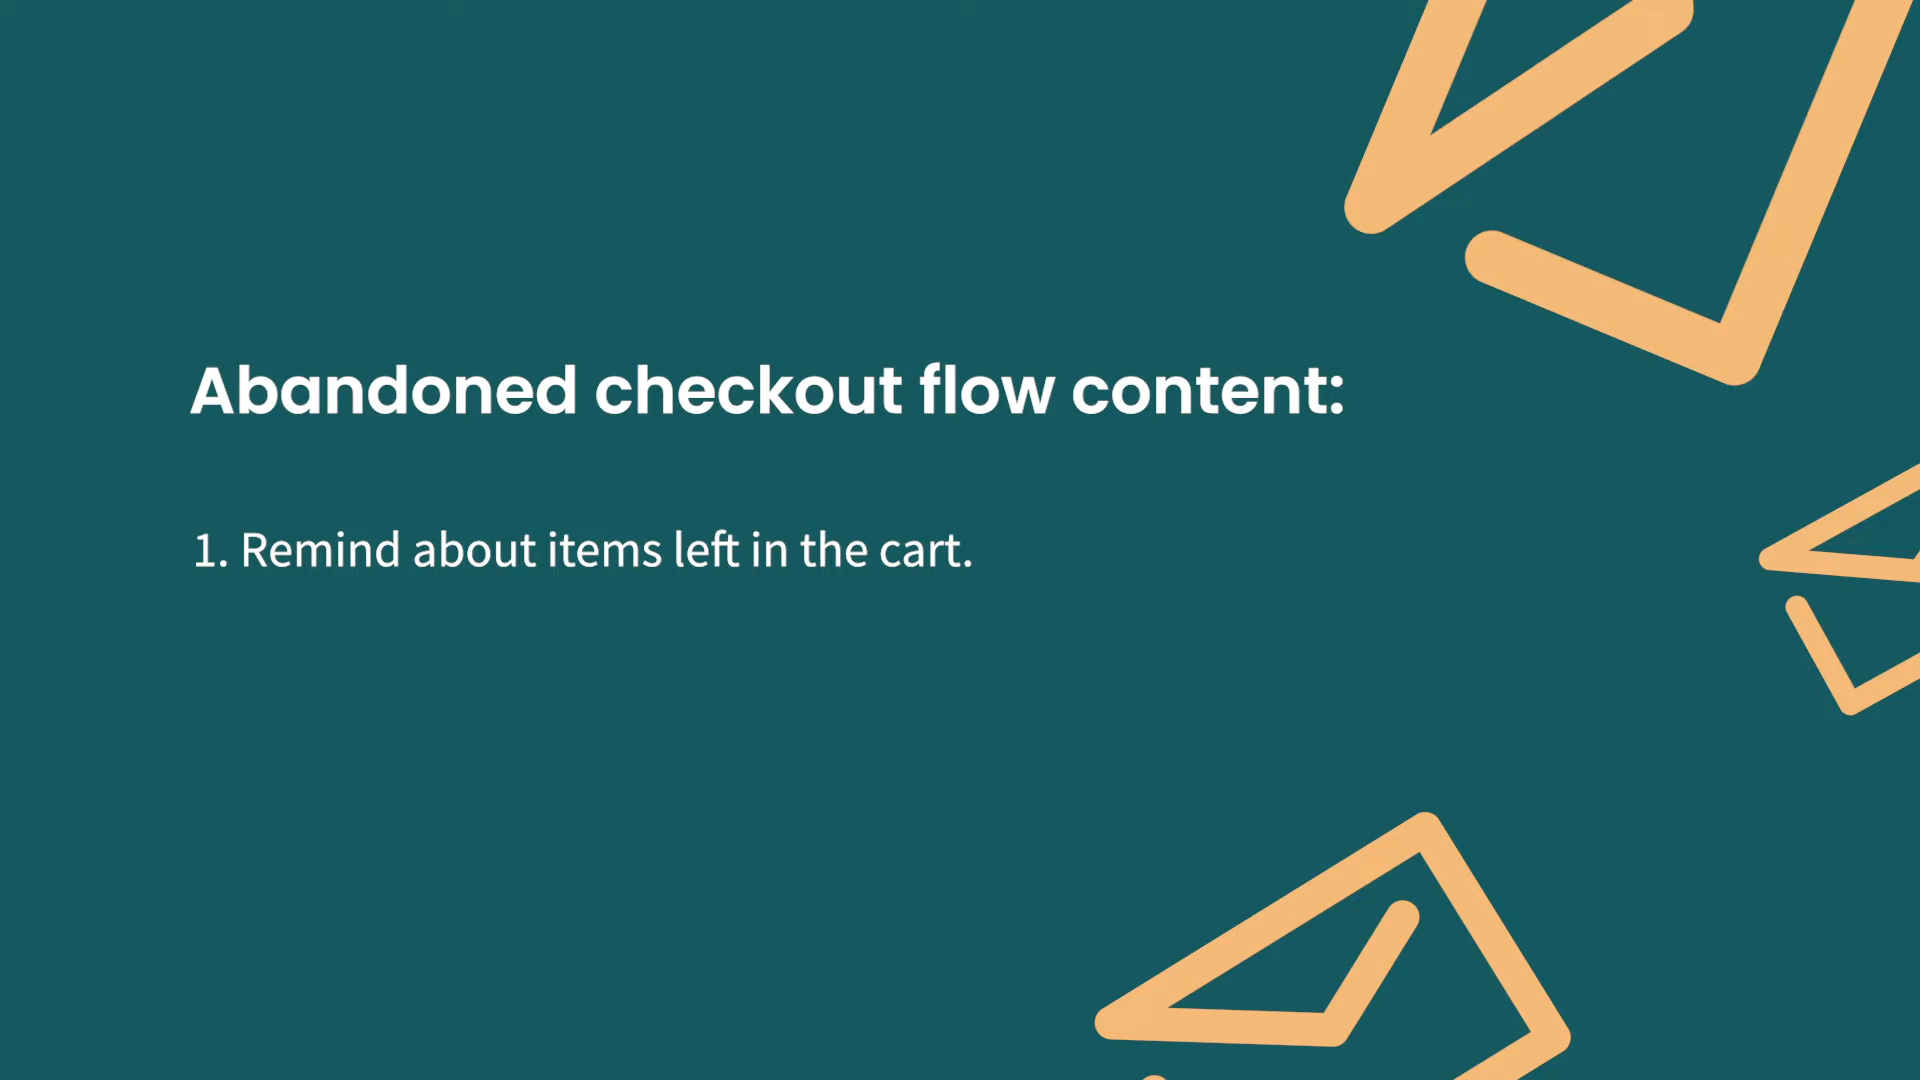 Abandoned checkout flow content:
1. Remind about items left in the cart.